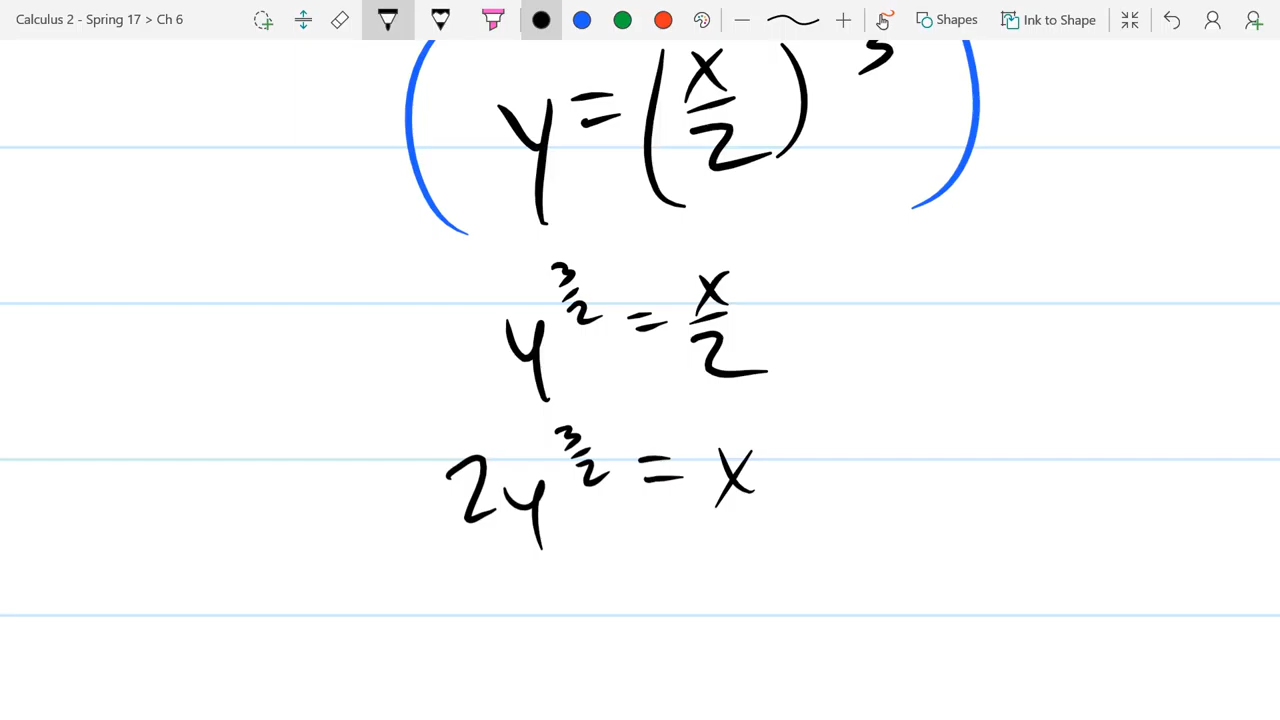 Calculus 2 - Spring 17 > Ch 6 Shapes Ink to Shape
y = (x/2)^3
y^(3/2) = x/2
2y^(3/2) = x